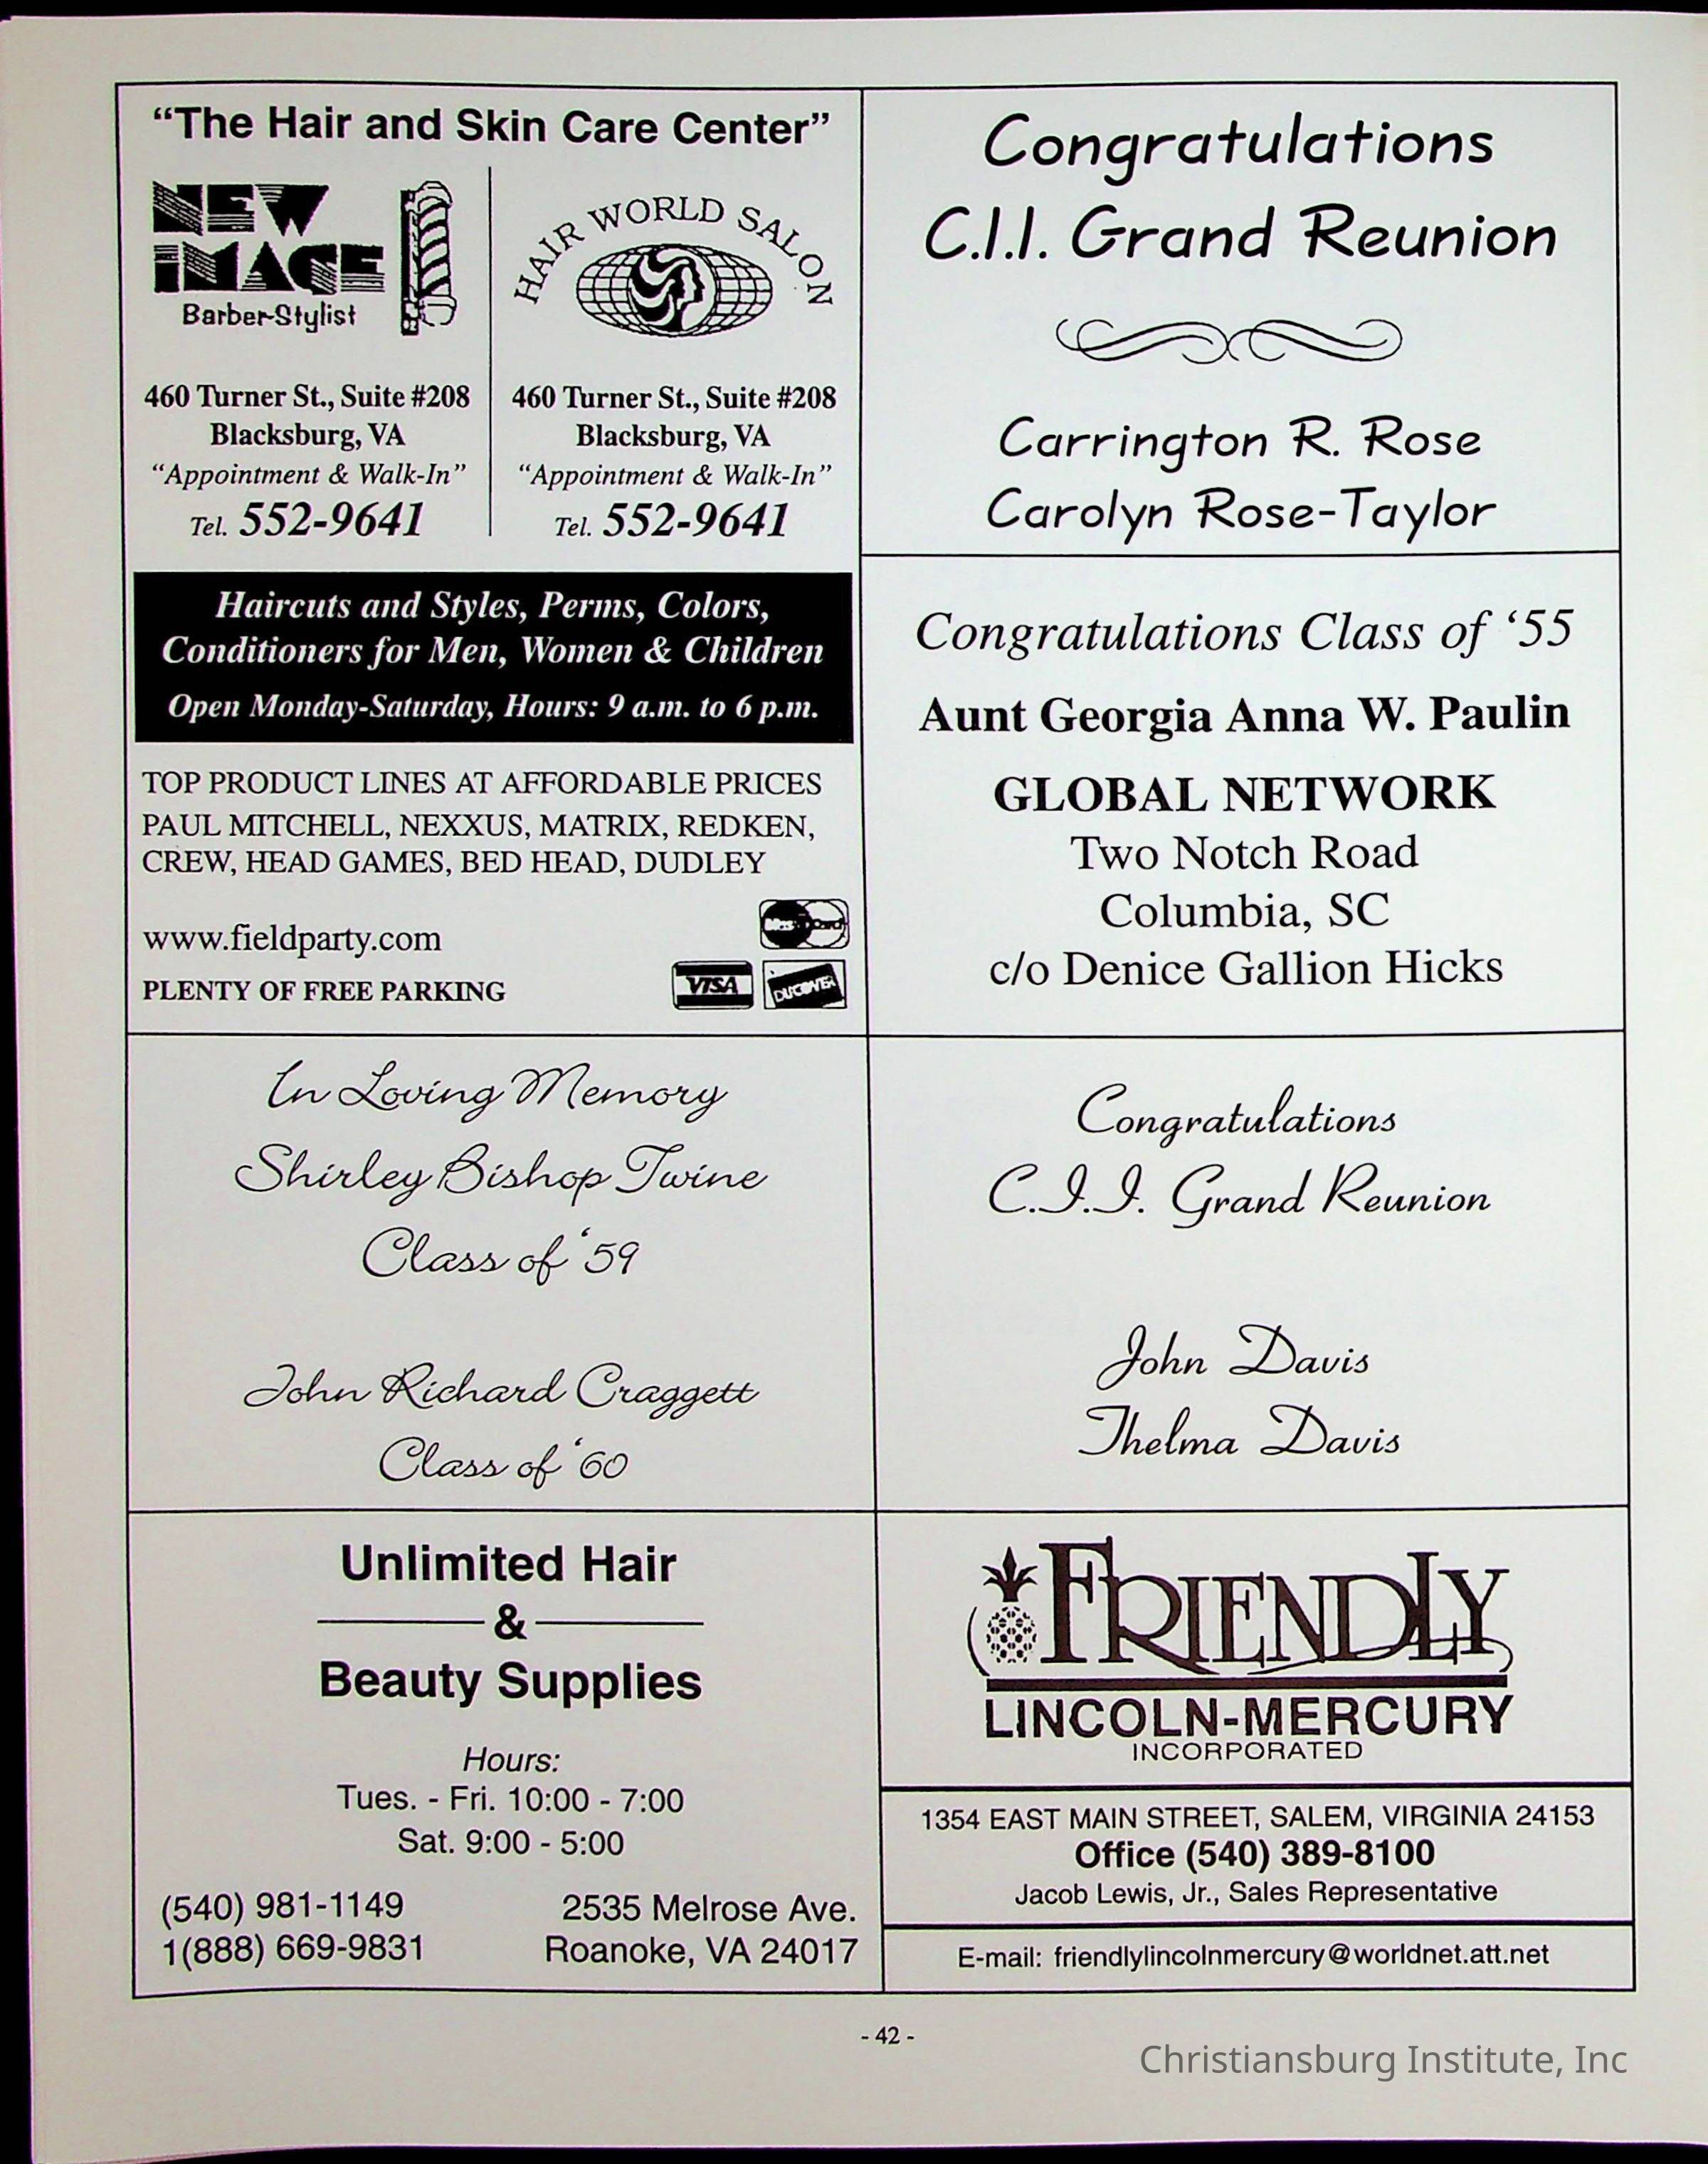 “The Hair and Skin Care Center”
NEW
IMAGE
Barber-Stylist
460 Turner St., Suite #208
Blacksburg, VA
“Appointment & Walk-In”
Tel. 552-9641
HAIR WORLD SALON
460 Turner St., Suite #208
Blacksburg, VA
“Appointment & Walk-In”
Tel. 552-9641
Haircuts and Styles, Perms, Colors,
Conditioners for Men, Women & Children
Open Monday-Saturday, Hours: 9 a.m. to 6 p.m.
TOP PRODUCT LINES AT AFFORDABLE PRICES
PAUL MITCHELL, NEXXUS, MATRIX, REDKEN,
CREW, HEAD GAMES, BED HEAD, DUDLEY
www.fieldparty.com
PLENTY OF FREE PARKING
MasterCard
VISA
DISCOVER
Congratulations
C.I.I. Grand Reunion
Carrington R. Rose
Carolyn Rose-Taylor
Congratulations Class of ‘55
Aunt Georgia Anna W. Paulin
GLOBAL NETWORK
Two Notch Road
Columbia, SC
c/o Denice Gallion Hicks
In Loving Memory
Shirley Bishop Twine
Class of ‘59
John Richard Craggett
Class of ‘60
Congratulations
C.I.I. Grand Reunion
John Davis
Thelma Davis
Unlimited Hair
&
Beauty Supplies
Hours:
Tues. - Fri. 10:00 - 7:00
Sat. 9:00 - 5:00
(540) 981-1149
1(888) 669-9831
2535 Melrose Ave.
Roanoke, VA 24017
FRIENDLY
LINCOLN-MERCURY
INCORPORATED
1354 EAST MAIN STREET, SALEM, VIRGINIA 24153
Office (540) 389-8100
Jacob Lewis, Jr., Sales Representative
E-mail: friendlylincolnmercury@worldnet.att.net
- 42 -
Christiansburg Institute, Inc